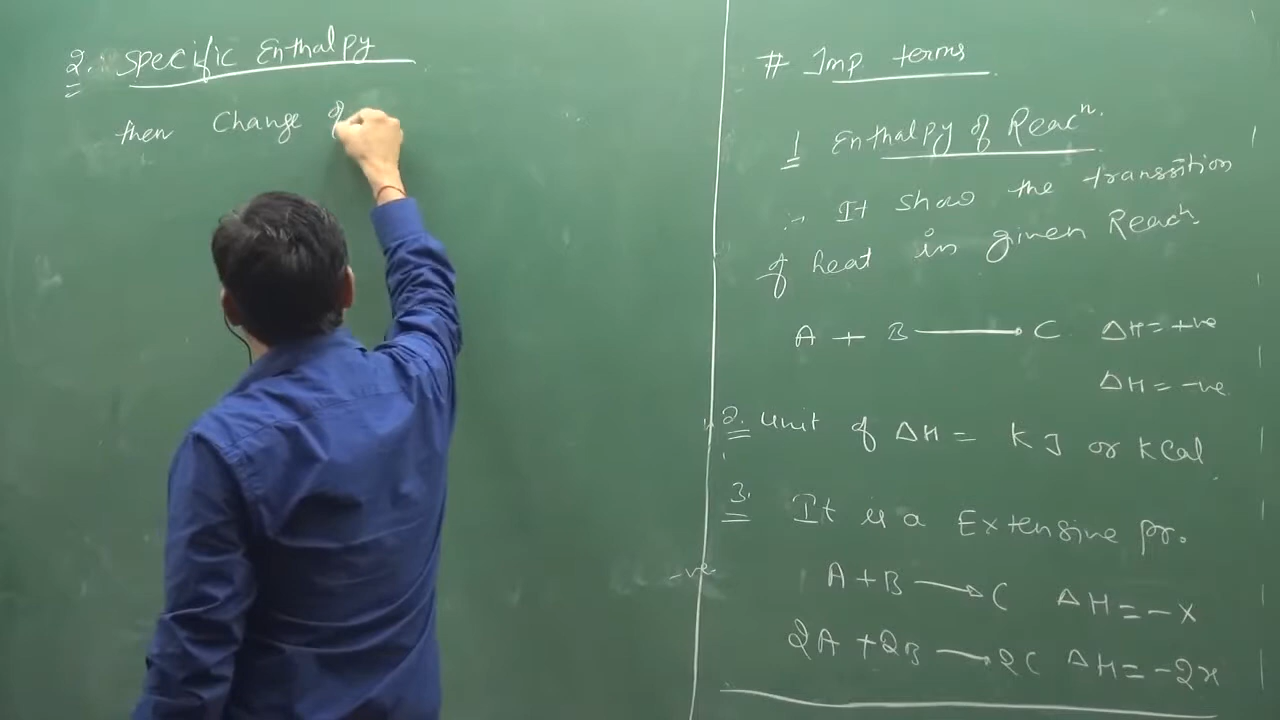 2. Specific Enthalpy
then Change of
# Imp terms
1 Enthalpy of Reacⁿ.
:- It show the transsition
of heat in given Reacⁿ.
A + B ⟶ C ΔH = +ve
ΔH = -ve
2. unit of ΔH = KJ or KCal
3. It is a Extensive pr.
-ve
A + B ⟶ C ΔH = -x
2A + 2B ⟶ 2C ΔH = -2x